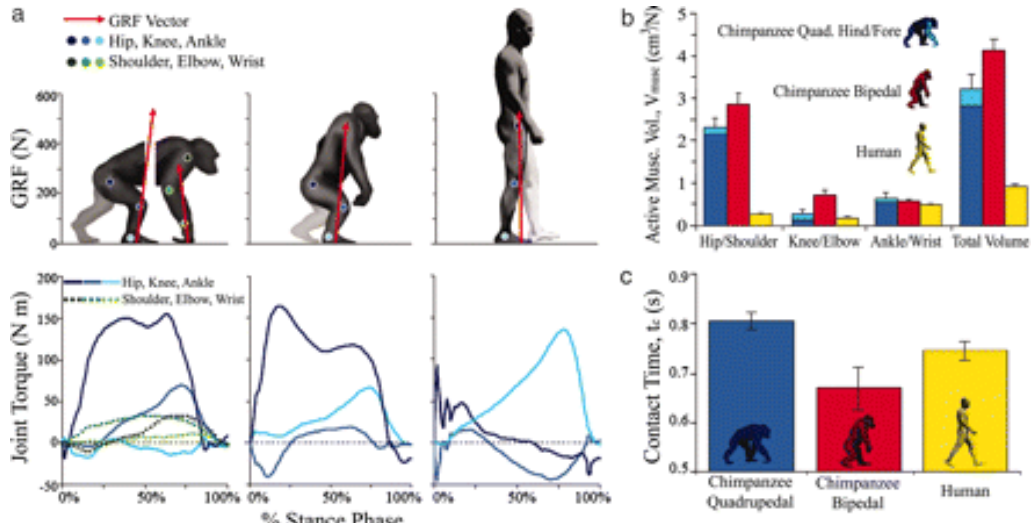 a
GRF Vector
Hip, Knee, Ankle
Shoulder, Elbow, Wrist
GRF (N)
600
400
200
0
Joint Torque (N m)
200
150
100
50
0
-50
Hip, Knee, Ankle
Shoulder, Elbow, Wrist
0% 50% 100% 0% 50% 100% 0% 50% 100%
% Stance Phase
b
Active Musc. Vol., Vmusc (cm³/N)
5
4
3
2
1
0
Chimpanzee Quad. Hind/Fore
Chimpanzee Bipedal
Human
Hip/Shoulder Knee/Elbow Ankle/Wrist Total Volume
c
Contact Time, tc (s)
0.9
0.8
0.7
0.6
0.5
Chimpanzee Chimpanzee Human
Quadrupedal Bipedal